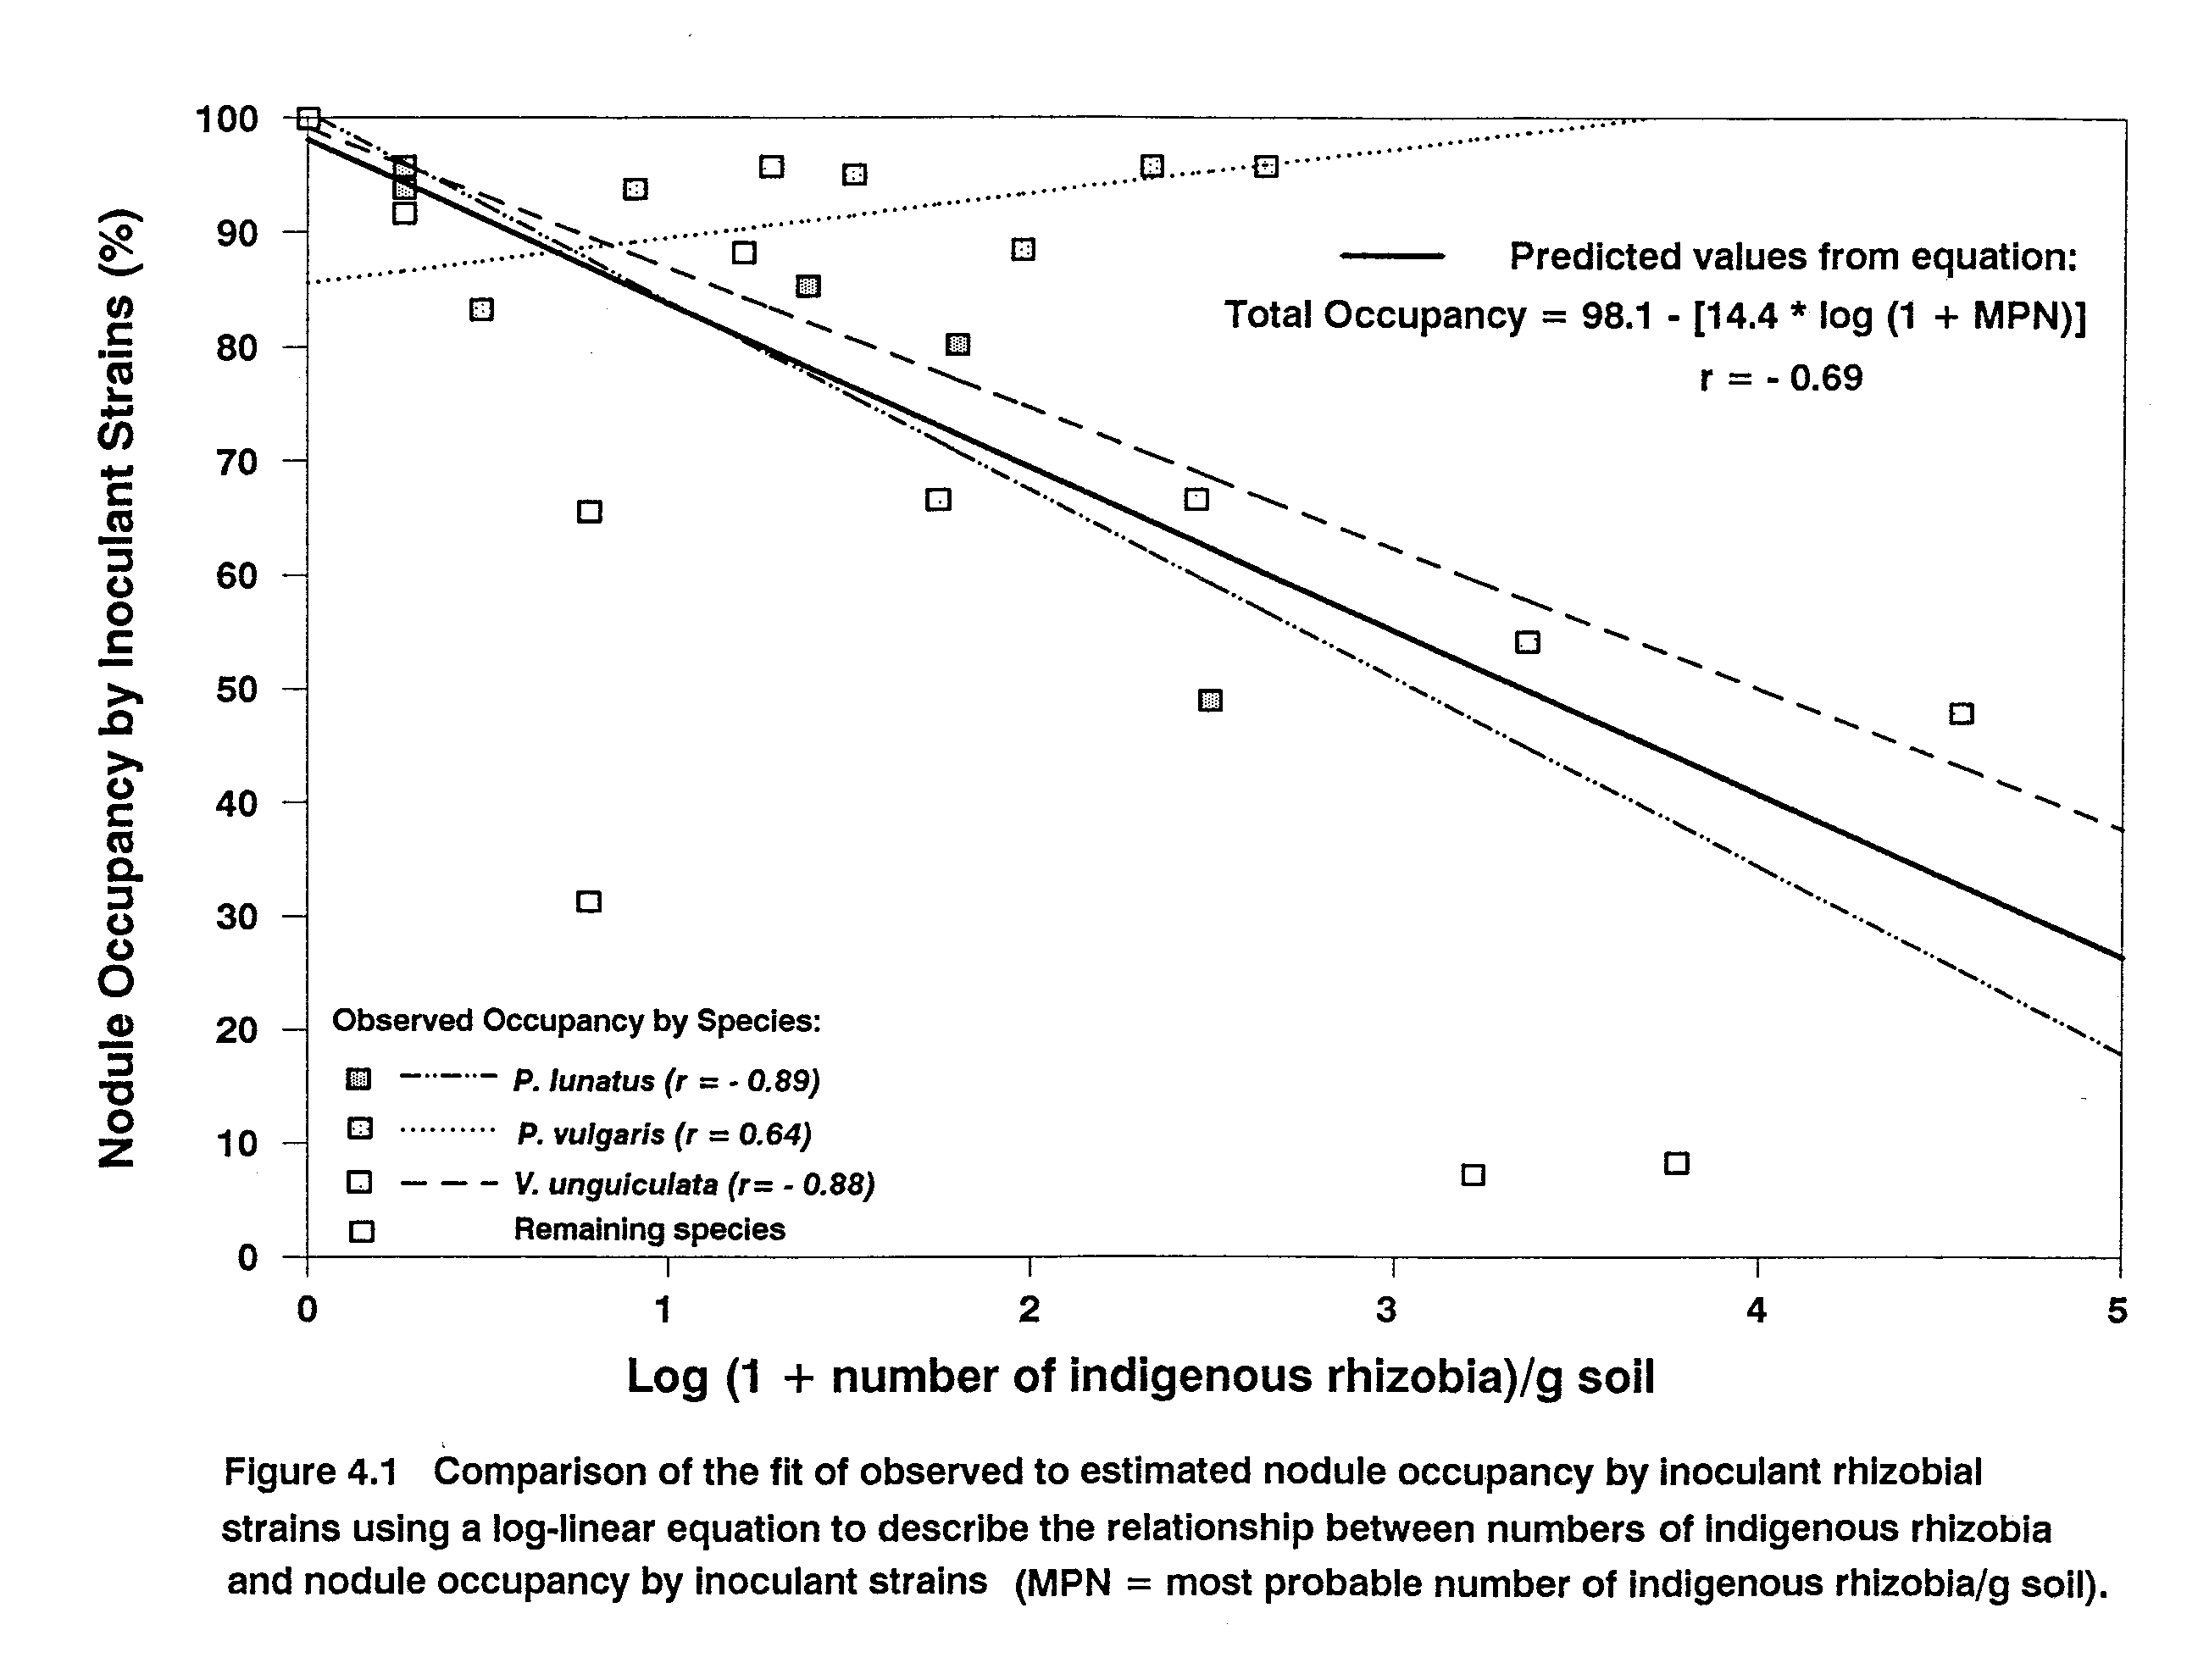 100
90
80
70
60
50
40
30
20
10
0
Nodule Occupancy by Inoculant Strains (%)
Predicted values from equation:
Total Occupancy = 98.1 - [14.4 * log (1 + MPN)]
r = - 0.69
Observed Occupancy by Species:
P. lunatus (r = - 0.89)
P. vulgaris (r = 0.64)
V. unguiculata (r= - 0.88)
Remaining species
0 1 2 3 4 5
Log (1 + number of indigenous rhizobia)/g soil
Figure 4.1 Comparison of the fit of observed to estimated nodule occupancy by inoculant rhizobial
strains using a log-linear equation to describe the relationship between numbers of indigenous rhizobia
and nodule occupancy by inoculant strains (MPN = most probable number of indigenous rhizobia/g soil).